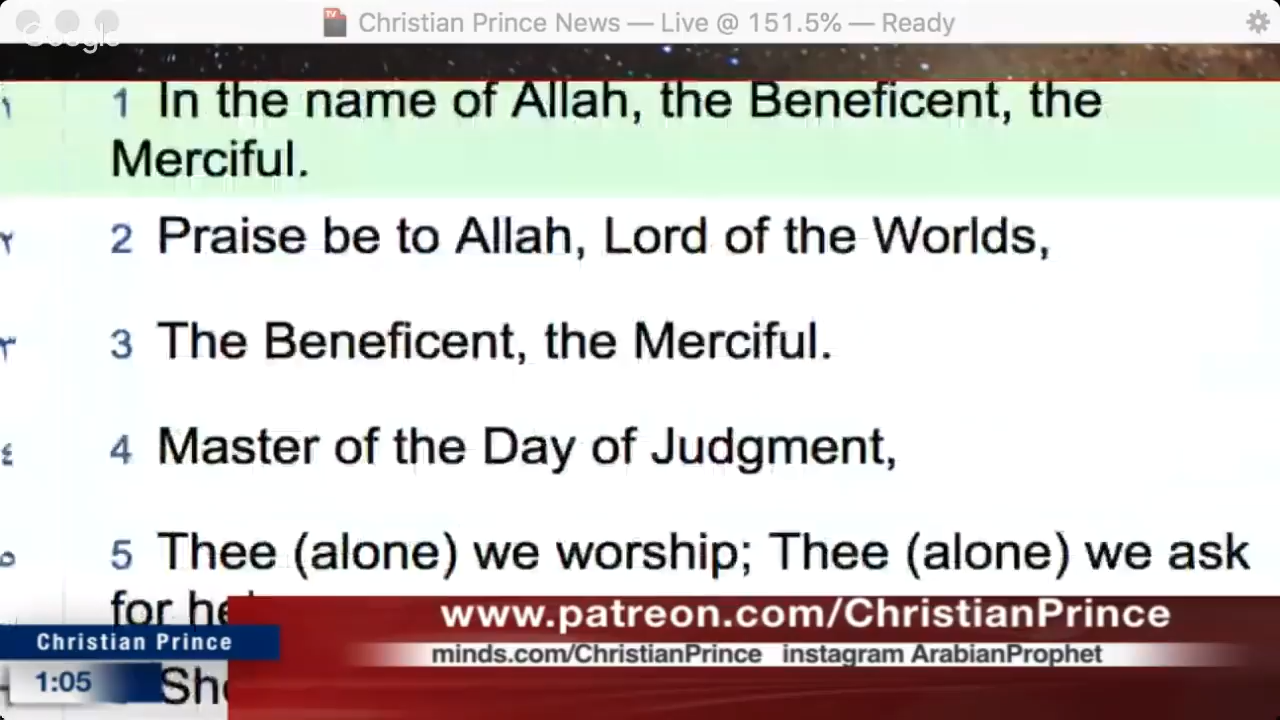 Christian Prince News — Live @ 151.5% — Ready
Google
١ 1 In the name of Allah, the Beneficent, the
Merciful.
٢ 2 Praise be to Allah, Lord of the Worlds,
٣ 3 The Beneficent, the Merciful.
٤ 4 Master of the Day of Judgment,
5 Thee (alone) we worship; Thee (alone) we ask
for
www.patreon.com/ChristianPrince
Christian Prince
minds.com/ChristianPrince instagram ArabianProphet
1:05